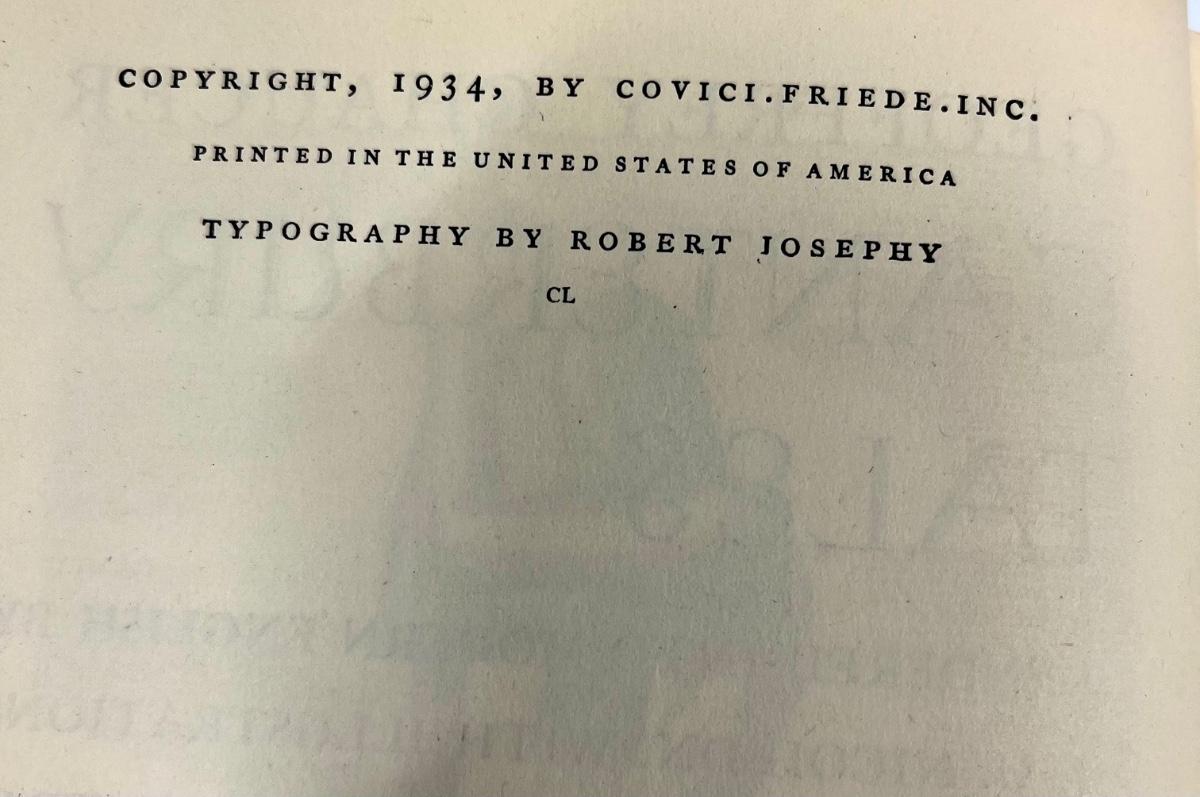 COPYRIGHT, 1934, BY COVICI.FRIEDE.INC.
PRINTED IN THE UNITED STATES OF AMERICA
TYPOGRAPHY BY ROBERT JOSEPHY
CL